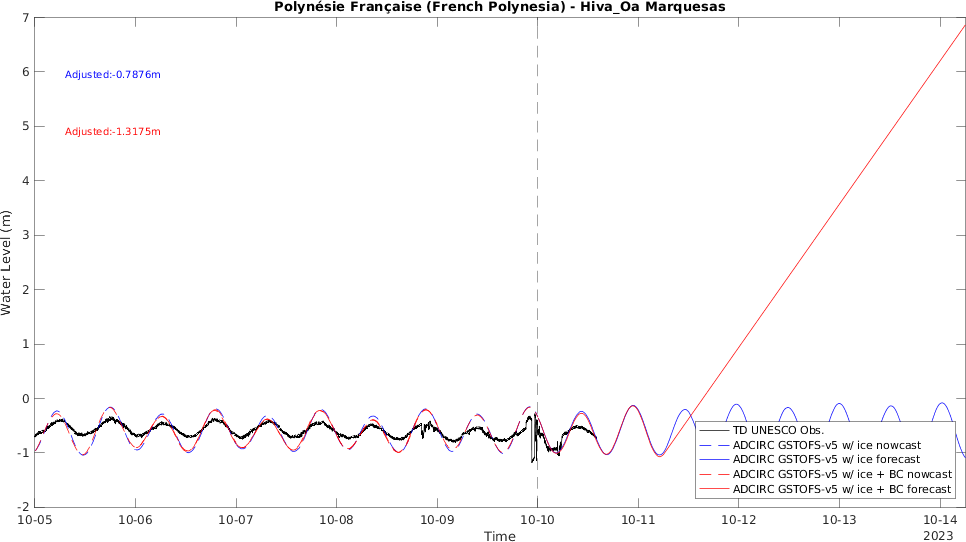 Polynésie Française (French Polynesia) - Hiva_Oa Marquesas
7
6
5
4
3
2
1
0
-1
-2
Water Level (m)
Adjusted:-0.7876m
Adjusted:-1.3175m
TD UNESCO Obs.
ADCIRC GSTOFS-v5 w/ ice nowcast
ADCIRC GSTOFS-v5 w/ ice forecast
ADCIRC GSTOFS-v5 w/ ice + BC nowcast
ADCIRC GSTOFS-v5 w/ ice + BC forecast
10-05 10-06 10-07 10-08 10-09 10-10 10-11 10-12 10-13 10-14
2023
Time